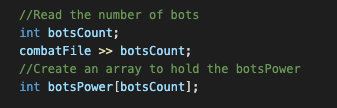 //Read the number of bots
int botsCount;
combatFile >> botsCount;
//Create an array to hold the botsPower
int botsPower[botsCount];